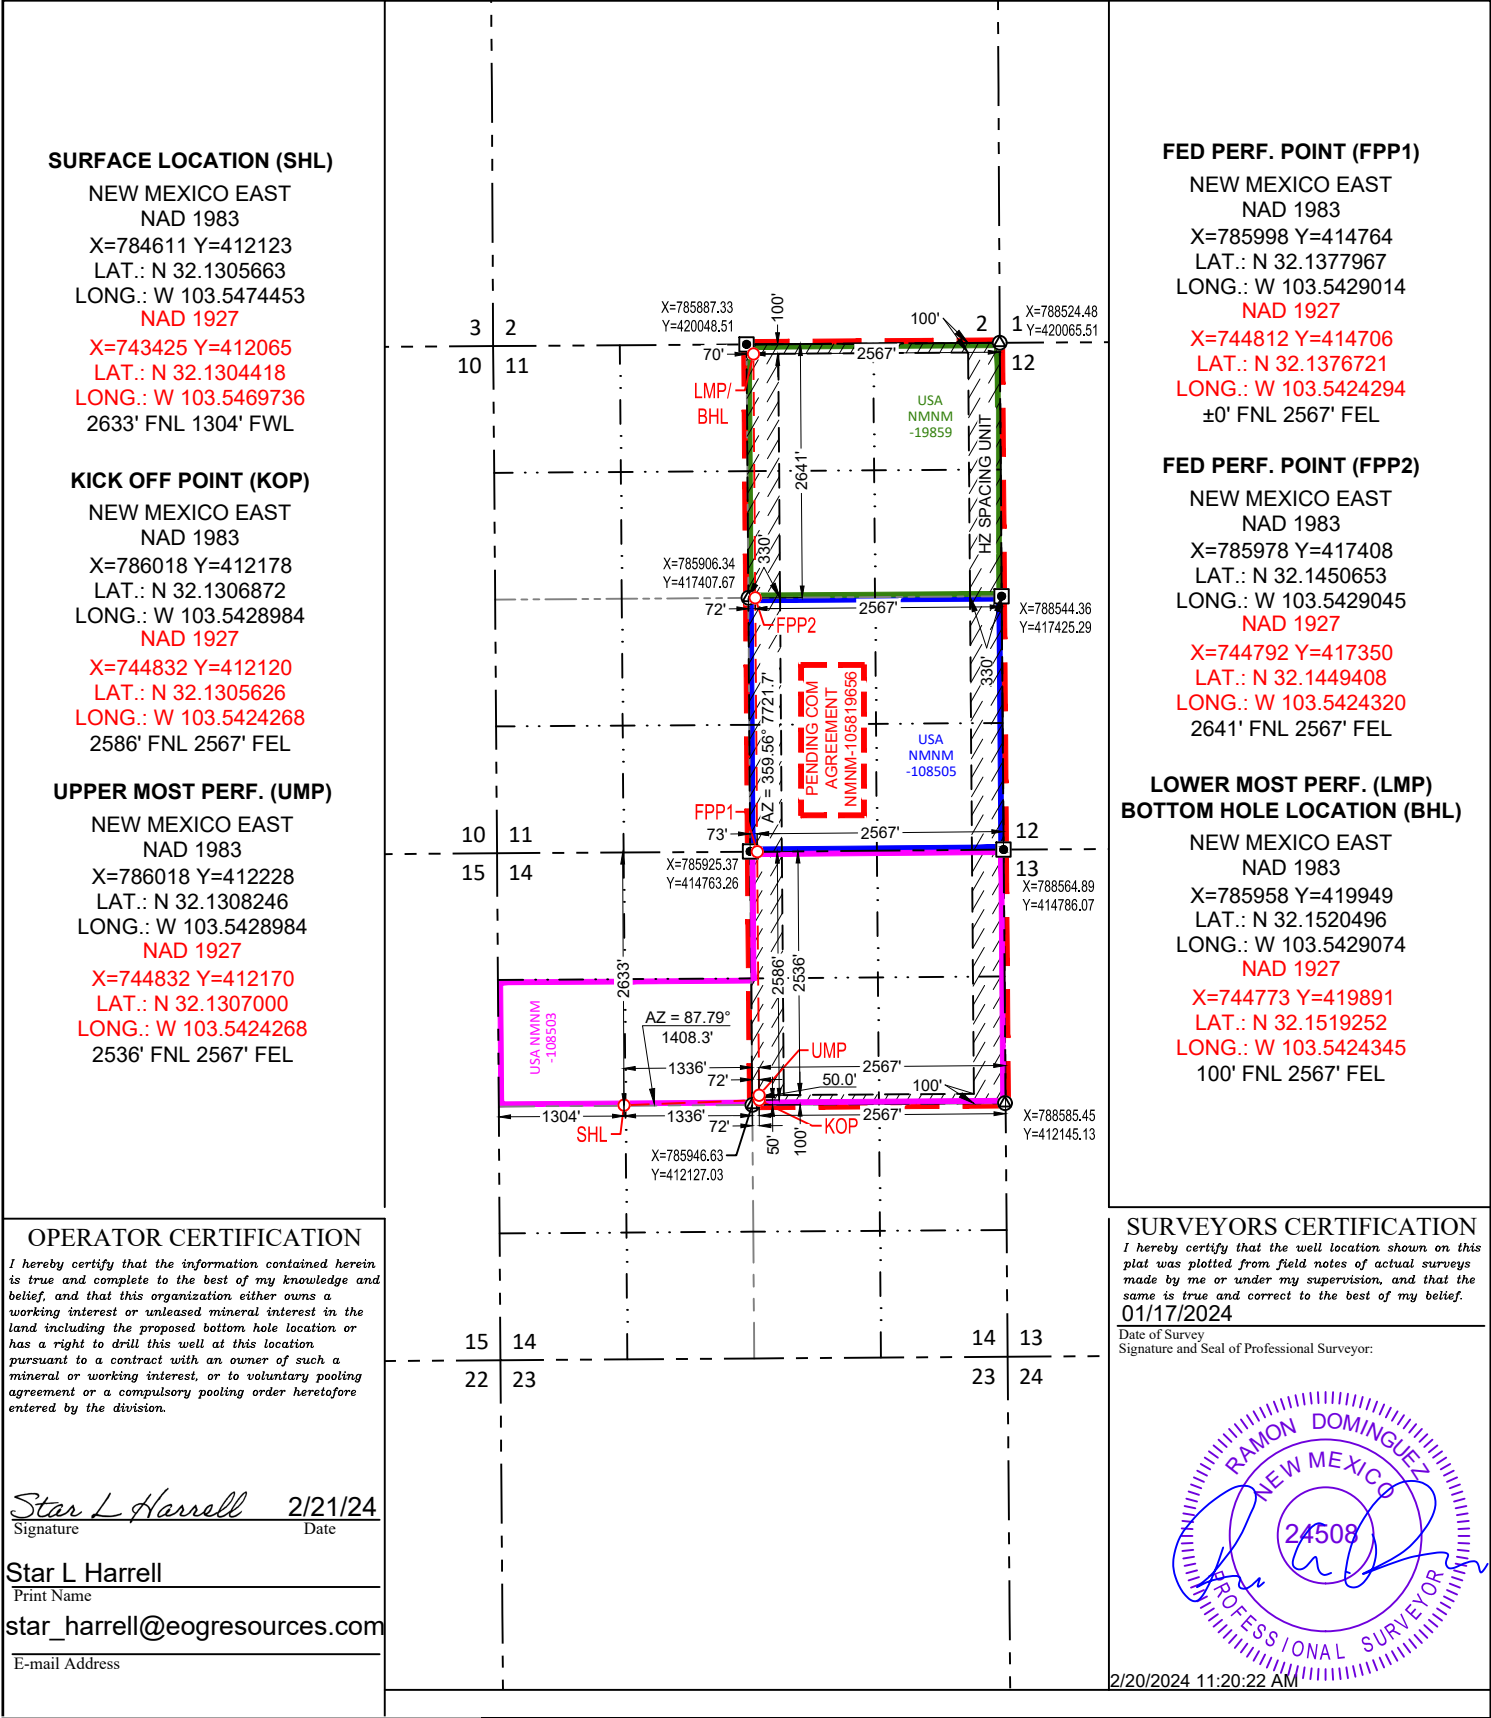 SURFACE LOCATION (SHL)
NEW MEXICO EAST
NAD 1983
X=784611 Y=412123
LAT.: N 32.1305663
LONG.: W 103.5474453
NAD 1927
X=743425 Y=412065
LAT.: N 32.1304418
LONG.: W 103.5469736
2633' FNL 1304' FWL
KICK OFF POINT (KOP)
NEW MEXICO EAST
NAD 1983
X=786018 Y=412178
LAT.: N 32.1306872
LONG.: W 103.5428984
NAD 1927
X=744832 Y=412120
LAT.: N 32.1305626
LONG.: W 103.5424268
2586' FNL 2567' FEL
UPPER MOST PERF. (UMP)
NEW MEXICO EAST
NAD 1983
X=786018 Y=412228
LAT.: N 32.1308246
LONG.: W 103.5428984
NAD 1927
X=744832 Y=412170
LAT.: N 32.1307000
LONG.: W 103.5424268
2536' FNL 2567' FEL
X=785887.33
Y=420048.51
100'
100'
X=788524.48
Y=420065.51
3 2
2 1
10 11
12
70'
2567'
LMP/
BHL
USA
NMNM
-19859
2641'
HZ SPACING UNIT
330'
X=785906.34
Y=417407.67
72'
2567'
FPP2
X=788544.36
Y=417425.29
330'
AZ = 359.56° 7721.7'
PENDING COM
AGREEMENT
NMNM-105819656
USA
NMNM
-108505
FPP1
73'
2567'
10 11
12
15 14
13
X=785925.37
Y=414763.26
X=788564.89
Y=414786.07
2633'
2586'
2536'
USA NMNM
-108503
AZ = 87.79°
1408.3'
UMP
1336'
2567'
72'
50.0'
100'
1304'
1336'
2567'
SHL
72'
KOP
50'
100'
X=785946.63
Y=412127.03
X=788585.45
Y=412145.13
15 14
14 13
22 23
23 24
FED PERF. POINT (FPP1)
NEW MEXICO EAST
NAD 1983
X=785998 Y=414764
LAT.: N 32.1377967
LONG.: W 103.5429014
NAD 1927
X=744812 Y=414706
LAT.: N 32.1376721
LONG.: W 103.5424294
±0' FNL 2567' FEL
FED PERF. POINT (FPP2)
NEW MEXICO EAST
NAD 1983
X=785978 Y=417408
LAT.: N 32.1450653
LONG.: W 103.5429045
NAD 1927
X=744792 Y=417350
LAT.: N 32.1449408
LONG.: W 103.5424320
2641' FNL 2567' FEL
LOWER MOST PERF. (LMP)
BOTTOM HOLE LOCATION (BHL)
NEW MEXICO EAST
NAD 1983
X=785958 Y=419949
LAT.: N 32.1520496
LONG.: W 103.5429074
NAD 1927
X=744773 Y=419891
LAT.: N 32.1519252
LONG.: W 103.5424345
100' FNL 2567' FEL
OPERATOR CERTIFICATION
I hereby certify that the information contained herein
is true and complete to the best of my knowledge and
belief, and that this organization either owns a
working interest or unleased mineral interest in the
land including the proposed bottom hole location or
has a right to drill this well at this location
pursuant to a contract with an owner of such a
mineral or working interest, or to voluntary pooling
agreement or a compulsory pooling order heretofore
entered by the division.
Star L Harrell 2/21/24
Signature Date
Star L Harrell
Print Name
star_harrell@eogresources.com
E-mail Address
SURVEYORS CERTIFICATION
I hereby certify that the well location shown on this
plat was plotted from field notes of actual surveys
made by me or under my supervision, and that the
same is true and correct to the best of my belief.
01/17/2024
Date of Survey
Signature and Seal of Professional Surveyor:
RAMON DOMINGUEZ
NEW MEXICO
24508
PROFESSIONAL SURVEYOR
2/20/2024 11:20:22 AM